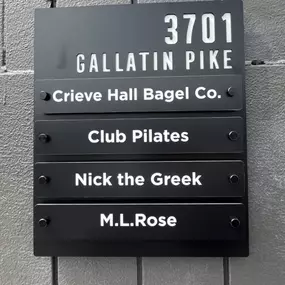 3701
GALLATIN PIKE
Crieve Hall Bagel Co.
Club Pilates
Nick the Greek
M.L.Rose